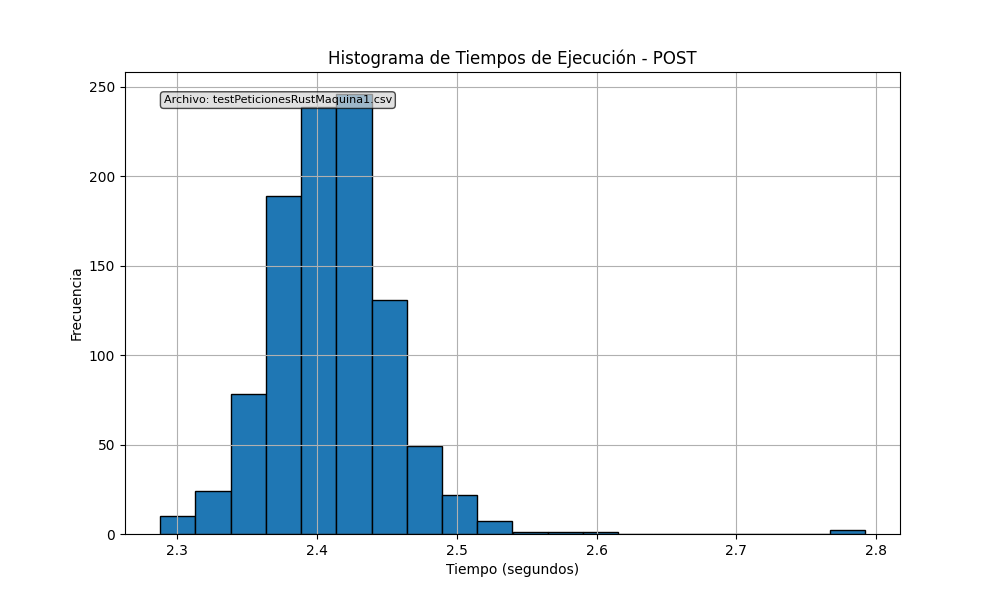 Histograma de Tiempos de Ejecución - POST
Archivo: testPeticionesRustMaquina1.csv
Frecuencia
250
200
150
100
50
0
2.3 2.4 2.5 2.6 2.7 2.8
Tiempo (segundos)